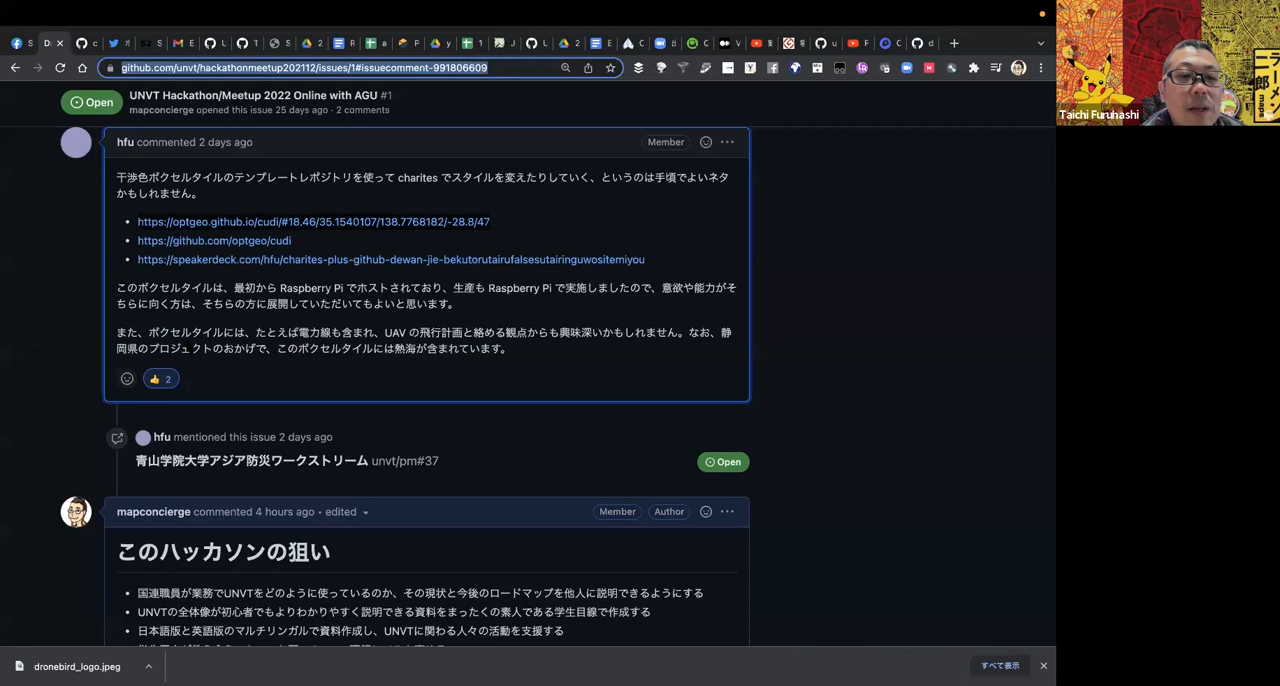 github.com/unvt/hackathonmeetup202112/issues/1#issuecomment-991806609
Open
UNVT Hackathon/Meetup 2022 Online with AGU #1
mapconcierge opened this issue 25 days ago · 2 comments
hfu commented 2 days ago
Member
干渉色ボクセルタイルのテンプレートレポジトリを使って charites でスタイルを変えたりしていく、というのは手頃でよいネタ
かもしれません。
https://optgeo.github.io/cudi/#18.46/35.1540107/138.7768182/-28.8/47
https://github.com/optgeo/cudi
https://speakerdeck.com/hfu/charites-plus-github-dewan-jie-bekutorutairufalsesutairinguwositemiyou
このボクセルタイルは、最初から Raspberry Pi でホストされており、生産も Raspberry Pi で実施しましたので、意欲や能力がそ
ちらに向く方は、そちらの方に展開していただいてもよいと思います。
また、ボクセルタイルには、たとえば電力線も含まれ、UAV の飛行計画と絡める観点からも興味深いかもしれません。なお、静
岡県のプロジェクトのおかげで、このボクセルタイルには熱海が含まれています。
👍 2
hfu mentioned this issue 2 days ago
青山学院大学アジア防災ワークストリーム unvt/pm#37
Open
mapconcierge commented 4 hours ago · edited
Member
Author
このハッカソンの狙い
国連職員が業務でUNVTをどのように使っているのか、その現状と今後のロードマップを他人に説明できるようにする
UNVTの全体像が初心者でもよりわかりやすく説明できる資料をまったくの素人である学生目線で作成する
日本語版と英語版のマルチリンガルで資料作成し、UNVTに関わる人々の活動を支援する
dronebird_logo.jpeg
すべて表示
Taichi Furuhashi
ラーメン
二郎
maps